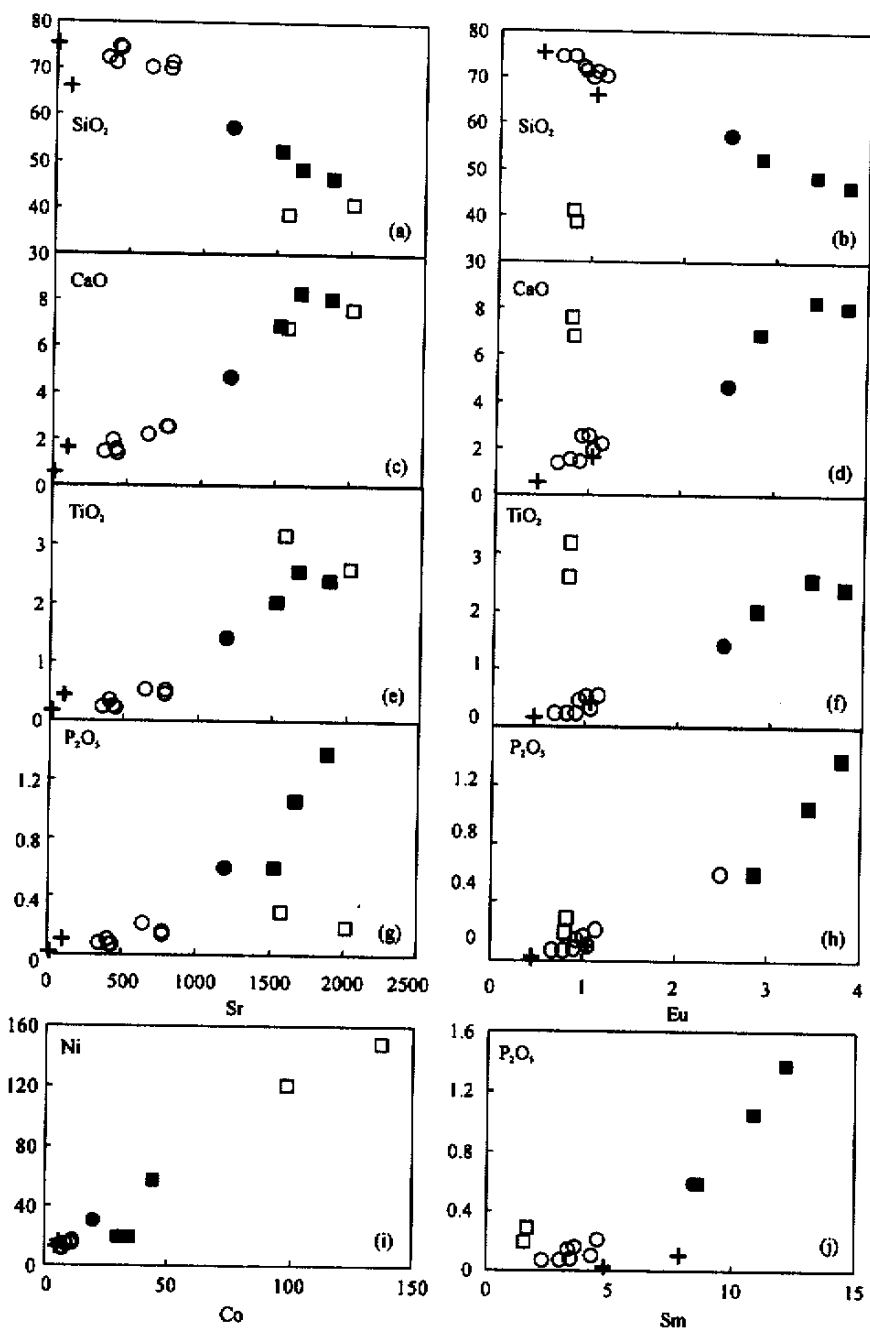 80
70
60
50
40
30
SiO₂
(a)
80
70
60
50
40
30
SiO₂
(b)
8
6
4
2
0
CaO
(c)
8
6
4
2
0
CaO
(d)
3
2
1
0
TiO₂
(e)
3
2
1
0
TiO₂
(f)
1.2
0.8
0.4
0
P₂O₅
(g)
0 500 1000 1500 2000 2500
Sr
1.2
0.8
0.4
0
P₂O₅
(h)
0 1 2 3 4
Eu
160
120
80
40
0
Ni
(i)
0 50 100 150
Co
1.6
1.2
0.8
0.4
0
P₂O₅
(j)
0 5 10 15
Sm